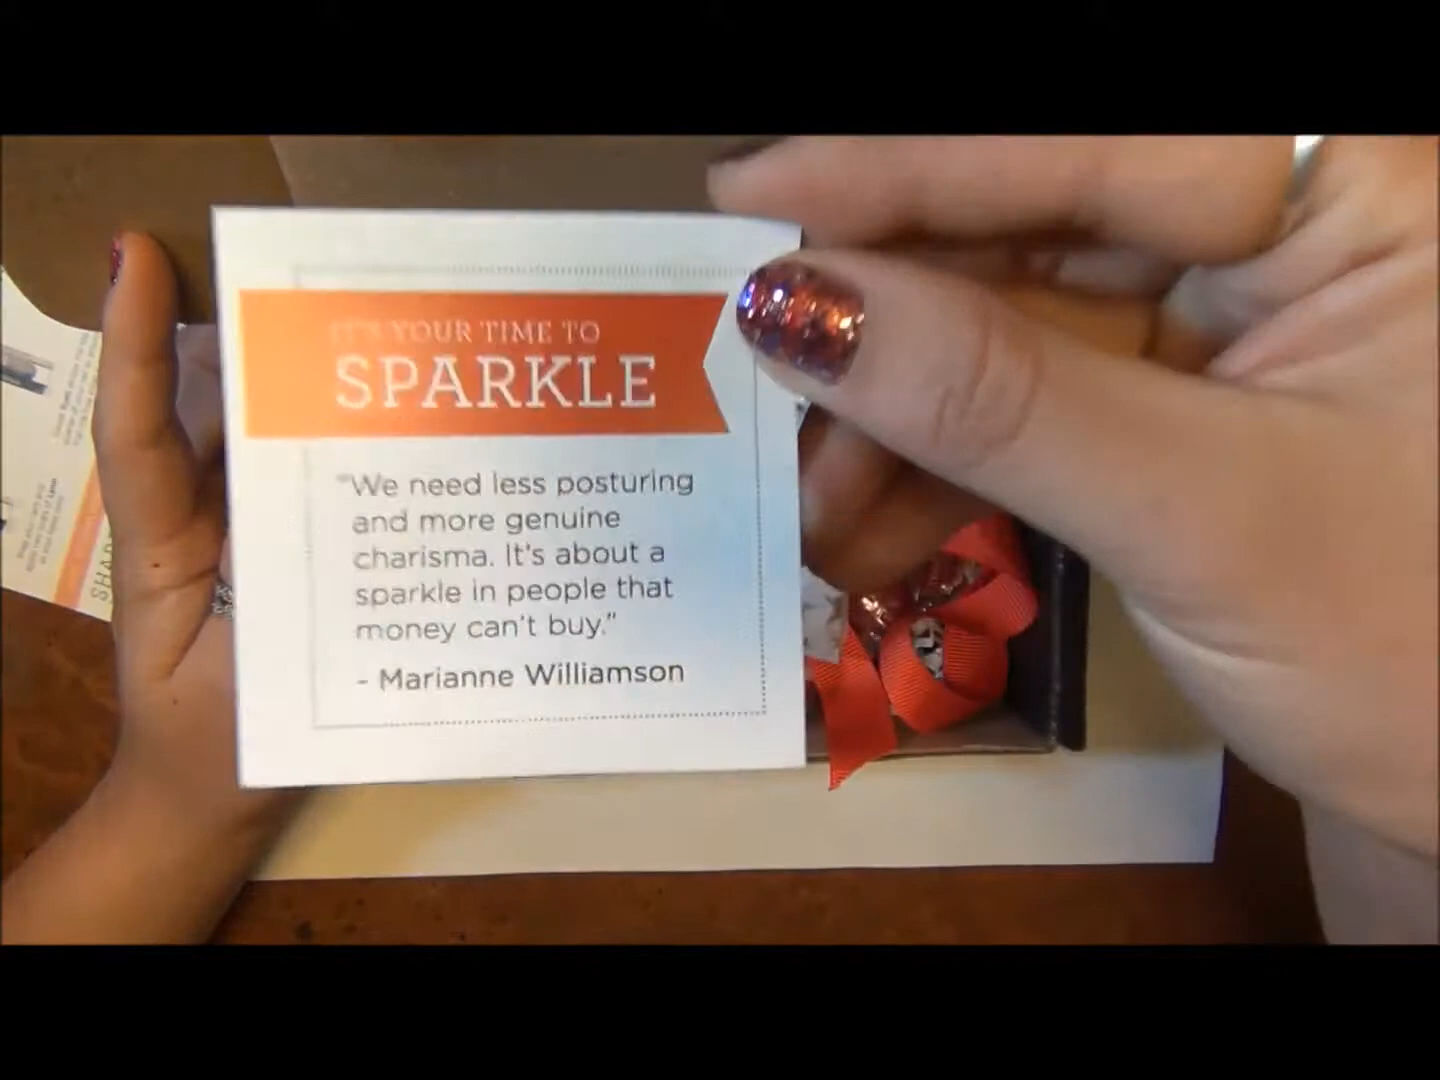 IT'S YOUR TIME TO
SPARKLE
"We need less posturing
and more genuine
charisma. It's about a
sparkle in people that
money can't buy."
- Marianne Williamson